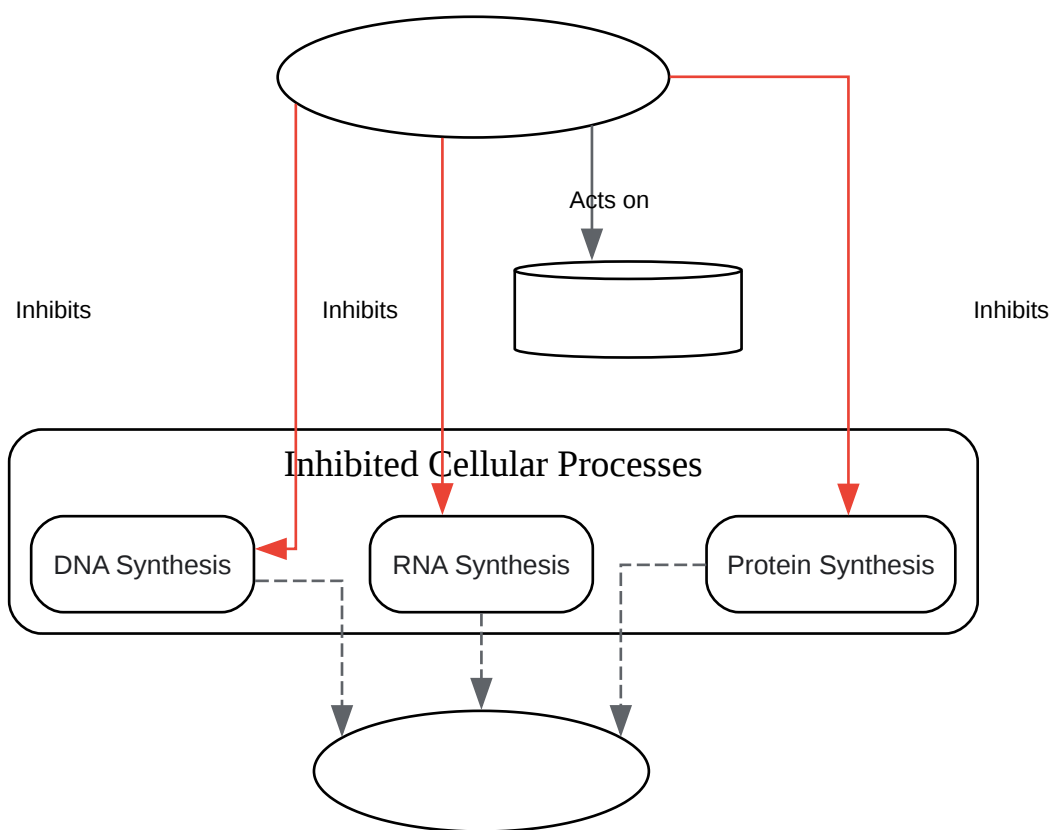 Acts on
Inhibits
Inhibits
Inhibits
Inhibited Cellular Processes
DNA Synthesis
RNA Synthesis
Protein Synthesis